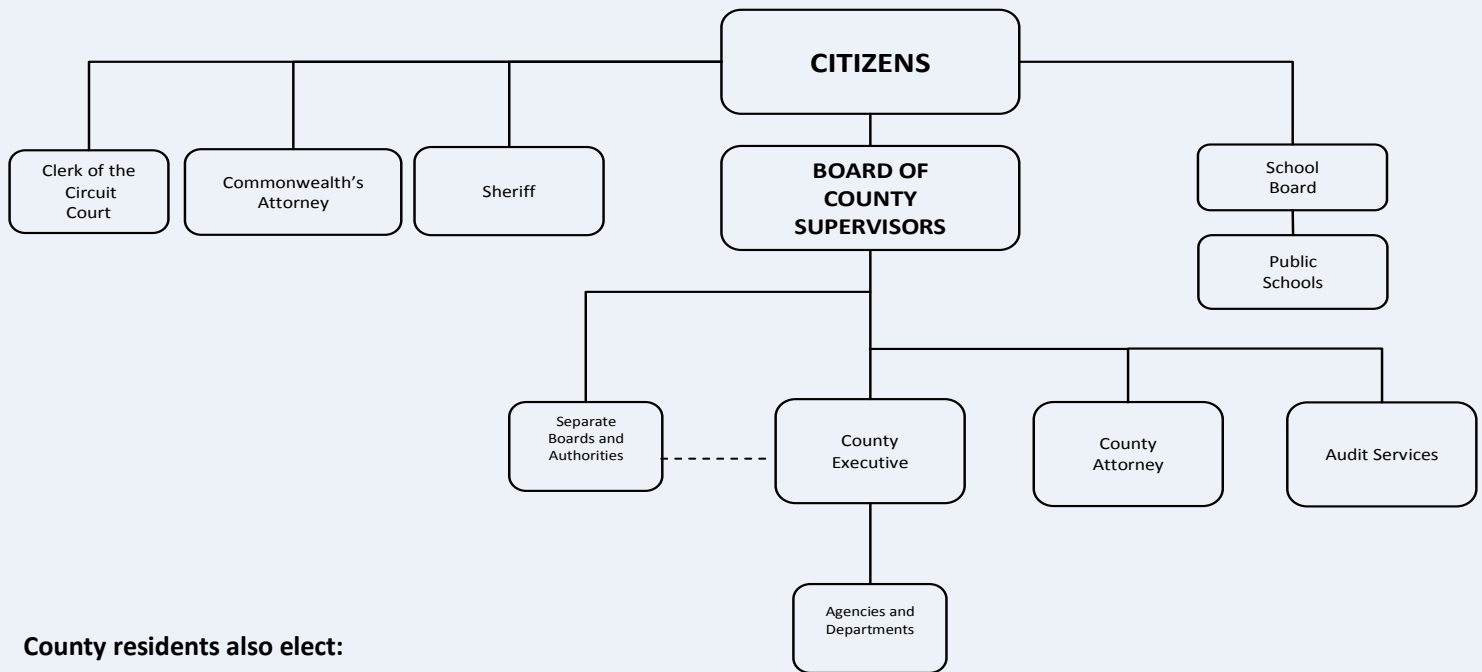 CITIZENS
Clerk of the
Circuit
Court
Commonwealth's
Attorney
Sheriff
BOARD OF
COUNTY
SUPERVISORS
School
Board
Public
Schools
Separate
Boards and
Authorities
County
Executive
County
Attorney
Audit Services
Agencies and
Departments
County residents also elect: